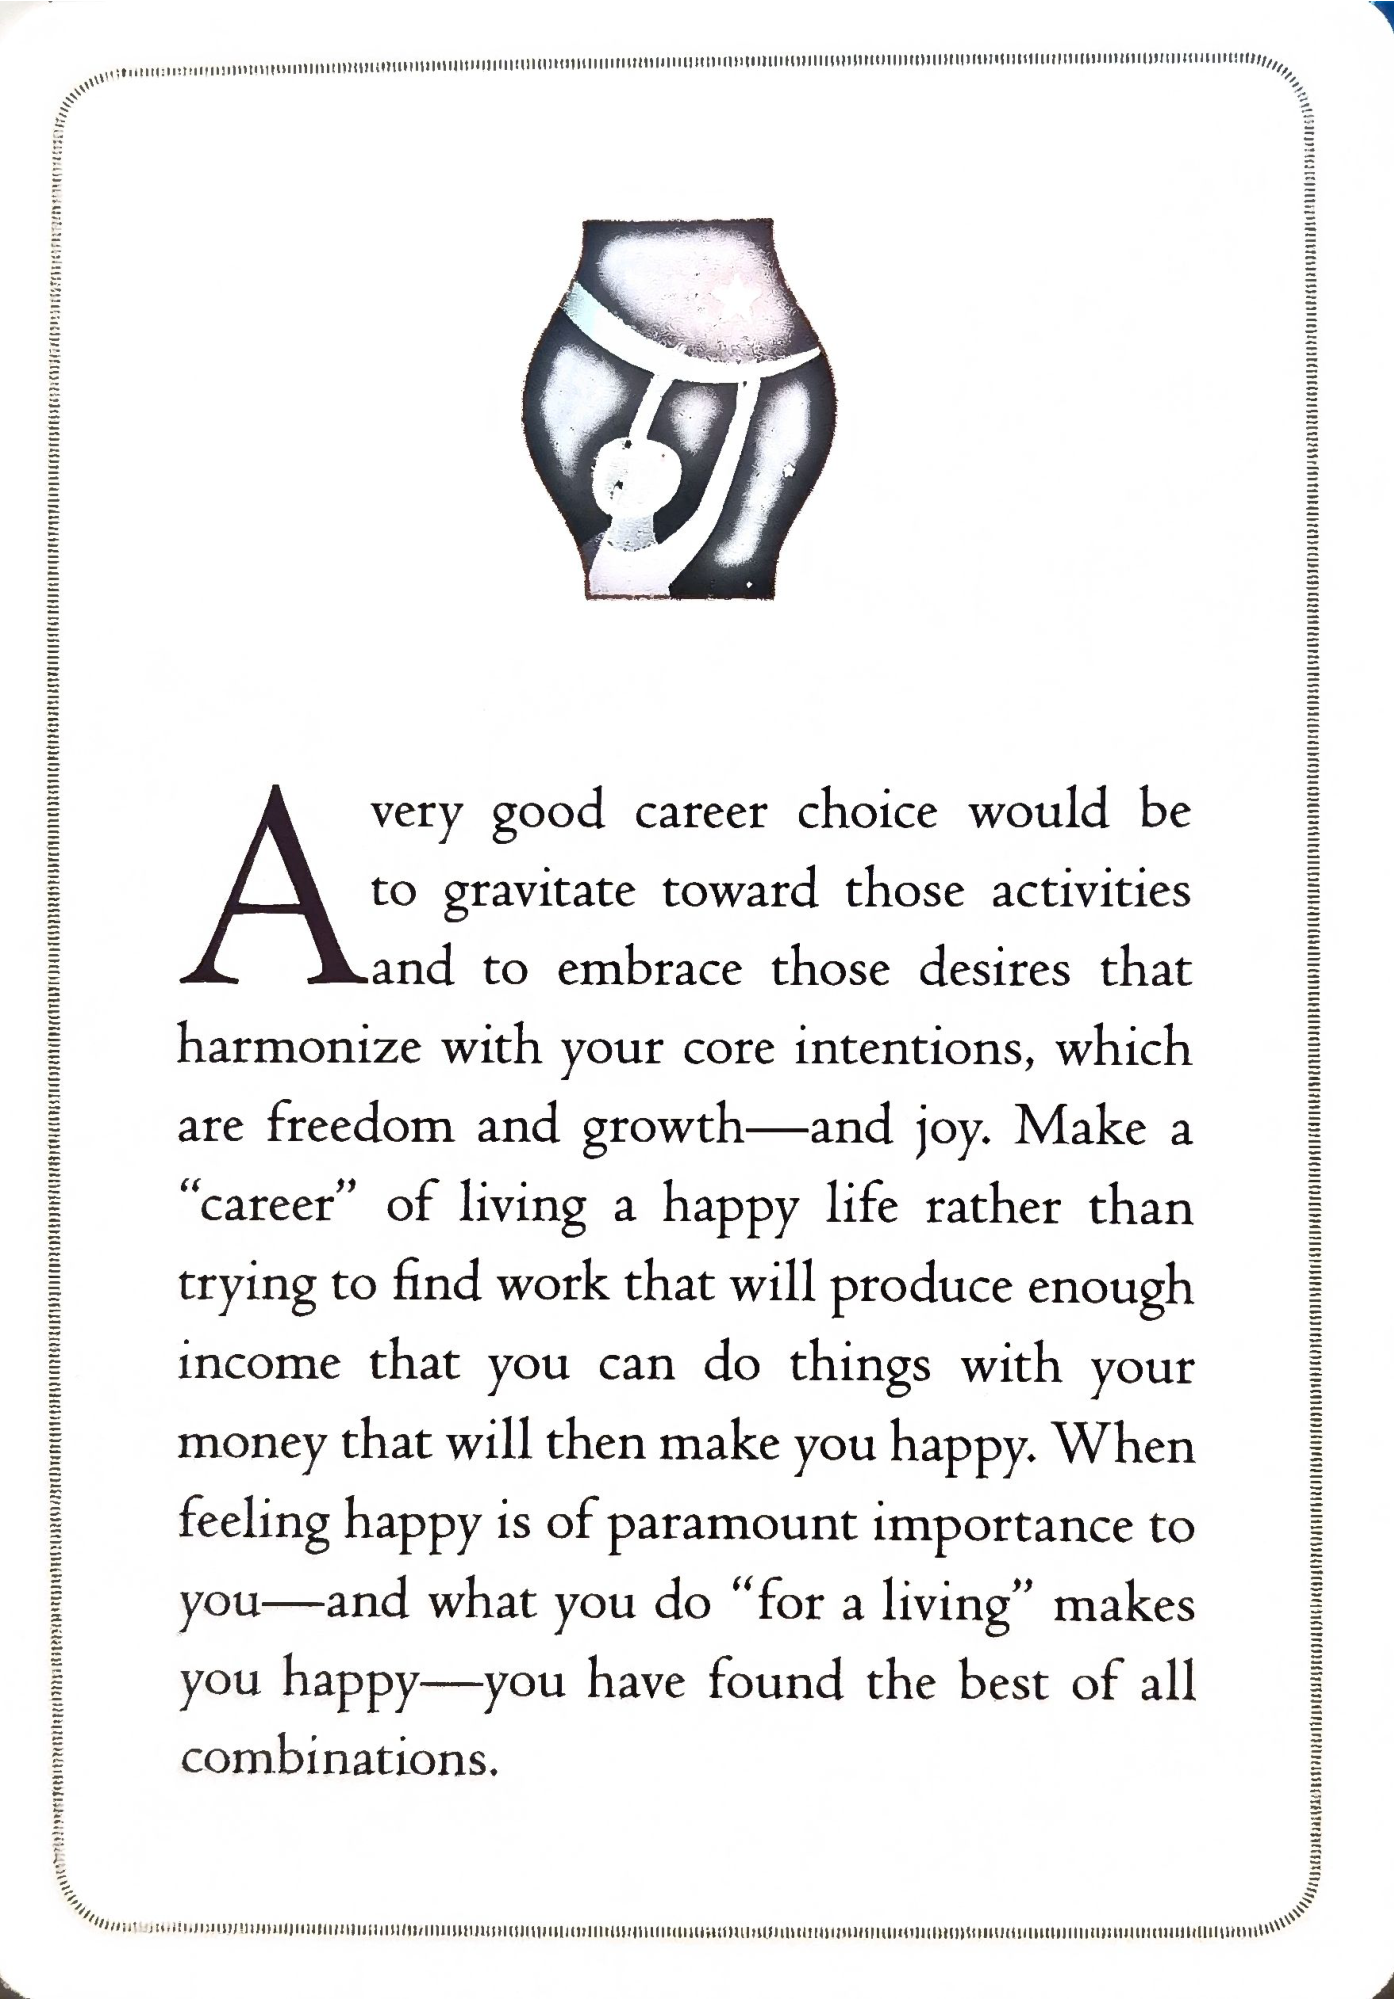 A very good career choice would be
to gravitate toward those activities
and to embrace those desires that
harmonize with your core intentions, which
are freedom and growth—and joy. Make a
“career” of living a happy life rather than
trying to find work that will produce enough
income that you can do things with your
money that will then make you happy. When
feeling happy is of paramount importance to
you—and what you do “for a living” makes
you happy—you have found the best of all
combinations.